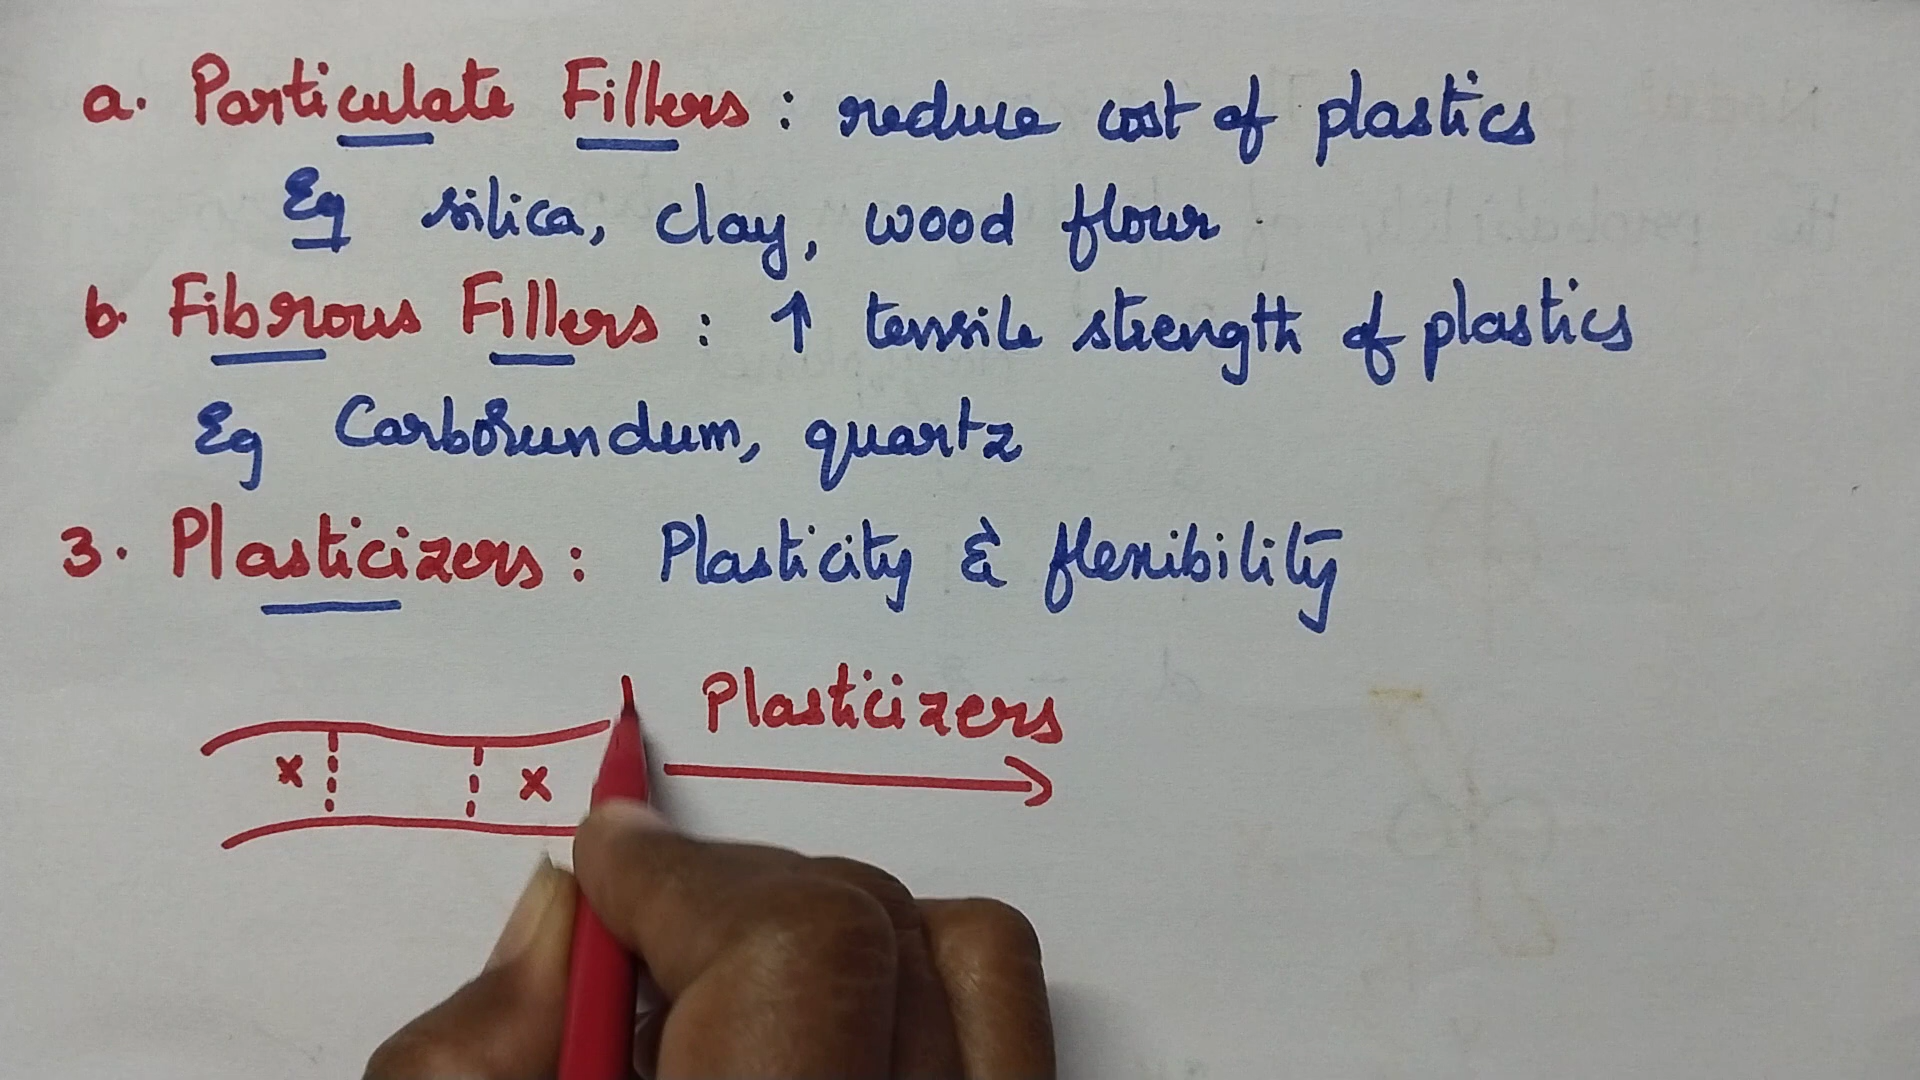 a. Particulate Fillers : reduce cost of plastics
Eg silica, clay, wood flour
b. Fibrous Fillers : ↑ tensile strength of plastics
Eg Carborundum, quartz
3. Plasticizers : Plasticity & flexibility
Plasticizers
x x